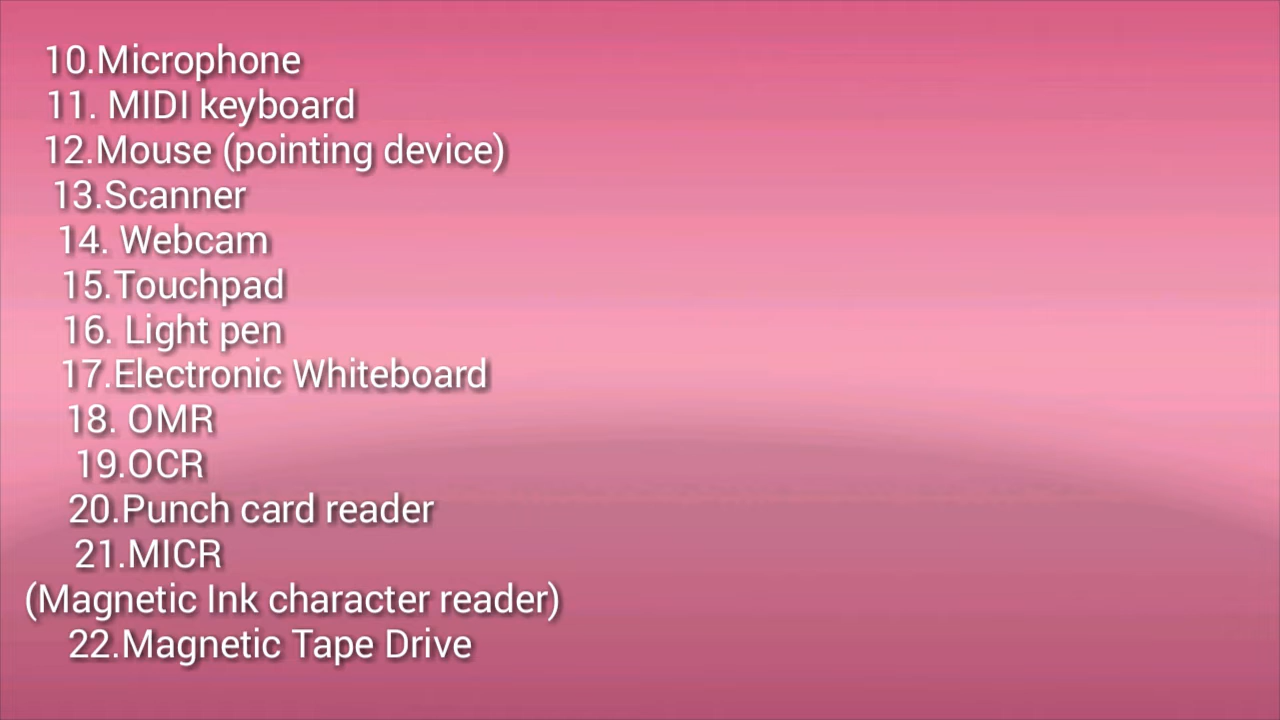 10.Microphone
11. MIDI keyboard
12.Mouse (pointing device)
13.Scanner
14. Webcam
15.Touchpad
16. Light pen
17.Electronic Whiteboard
18. OMR
19.OCR
20.Punch card reader
21.MICR
(Magnetic Ink character reader)
22.Magnetic Tape Drive